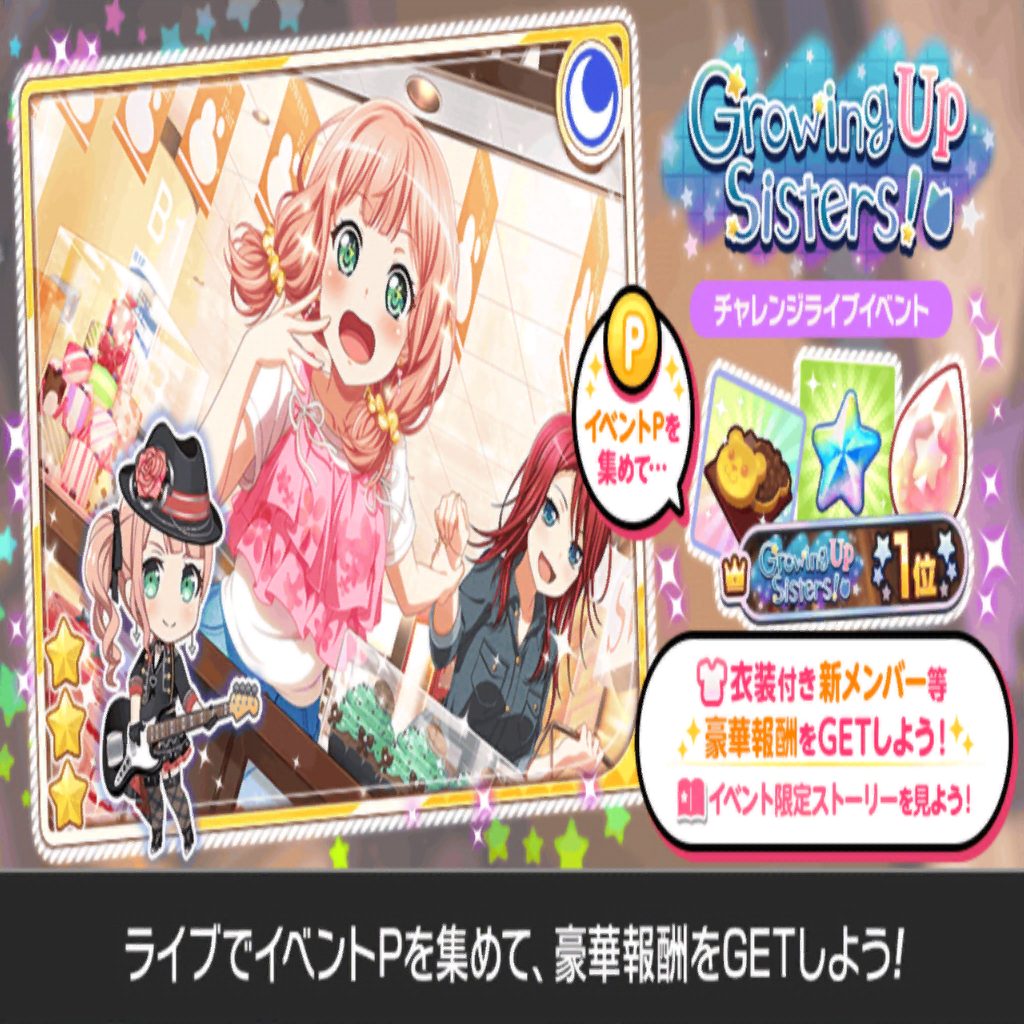 Growing Up
Sisters!
チャレンジライブイベント
P
イベントPを
集めて…
Growing Up
Sisters!
1位
衣装付き新メンバー等
豪華報酬をGETしよう!
イベント限定ストーリーを見よう!
B
ライブでイベントPを集めて、豪華報酬をGETしよう!